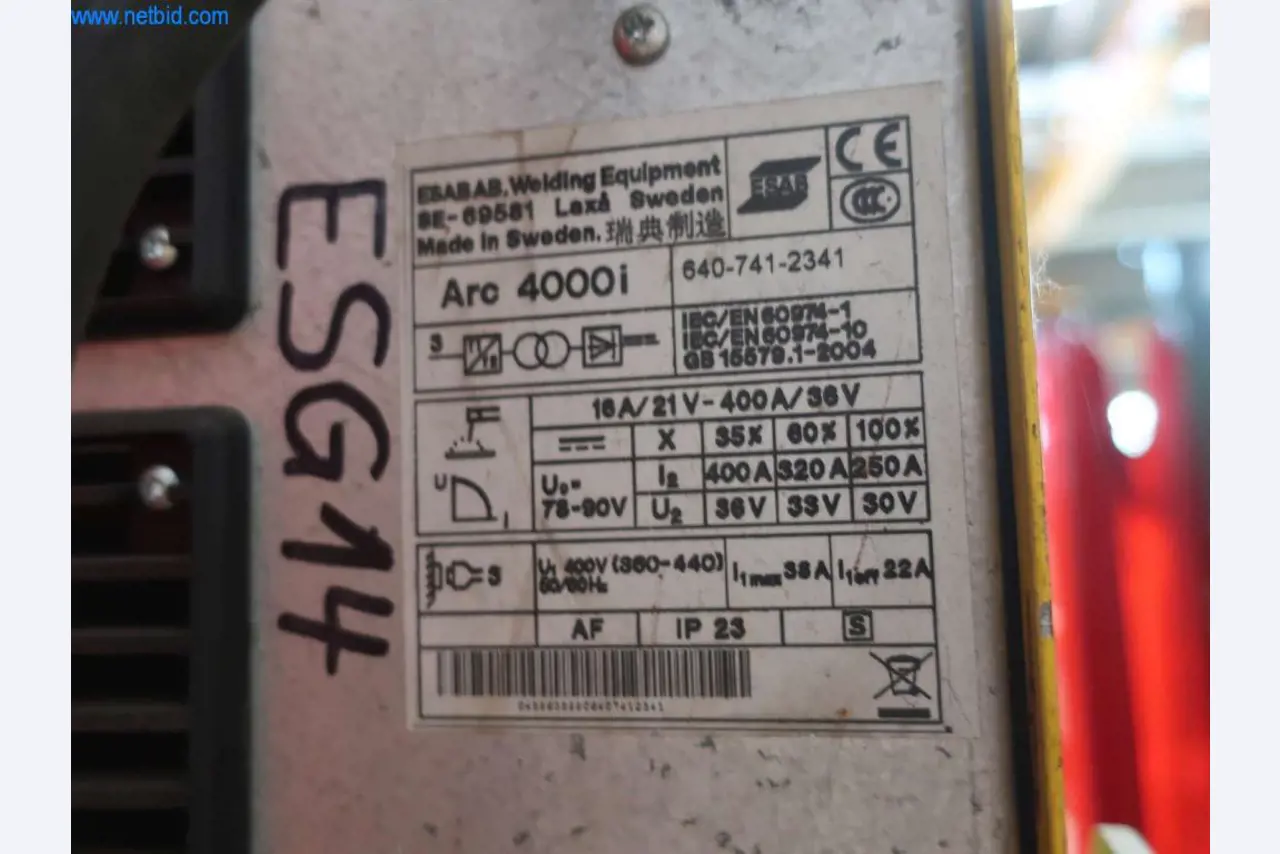 www.netbid.com
ESG14
ESAB AB, Welding Equipment
SE-69581 Laxå Sweden
Made in Sweden. 瑞典制造
ESAB
CE
CCC
Arc 4000i
640-741-2341
3
IEC/EN 60974-1
IEC/EN 60974-10
GB 15579.1-2004
16A/21V-400A/36V
X 35% 60% 100%
U₀=
78-90V
I₂ 400A 320A 250A
U₂ 36V 33V 30V
U
I
3
U₁ 400V (360-440)
50/60Hz
I₁max 38A
I₁eff 22A
AF
IP 23
S